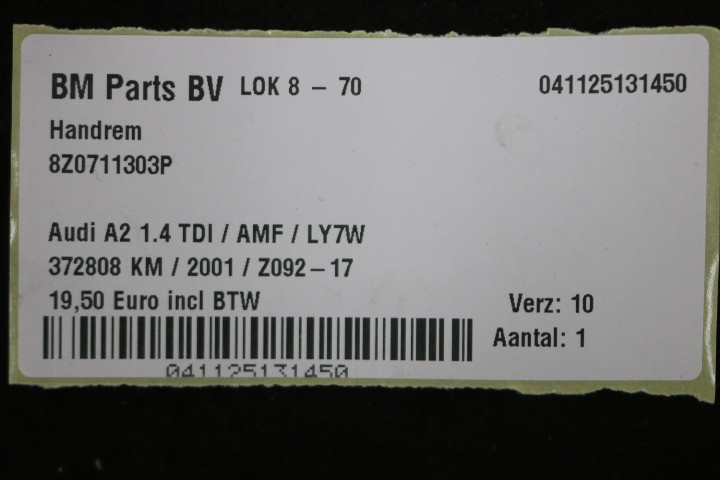 BM Parts BV LOK 8 – 70 041125131450
Handrem
8Z0711303P
Audi A2 1.4 TDI / AMF / LY7W
372808 KM / 2001 / Z092–17
19,50 Euro incl BTW Verz: 10
Aantal: 1
041125131450